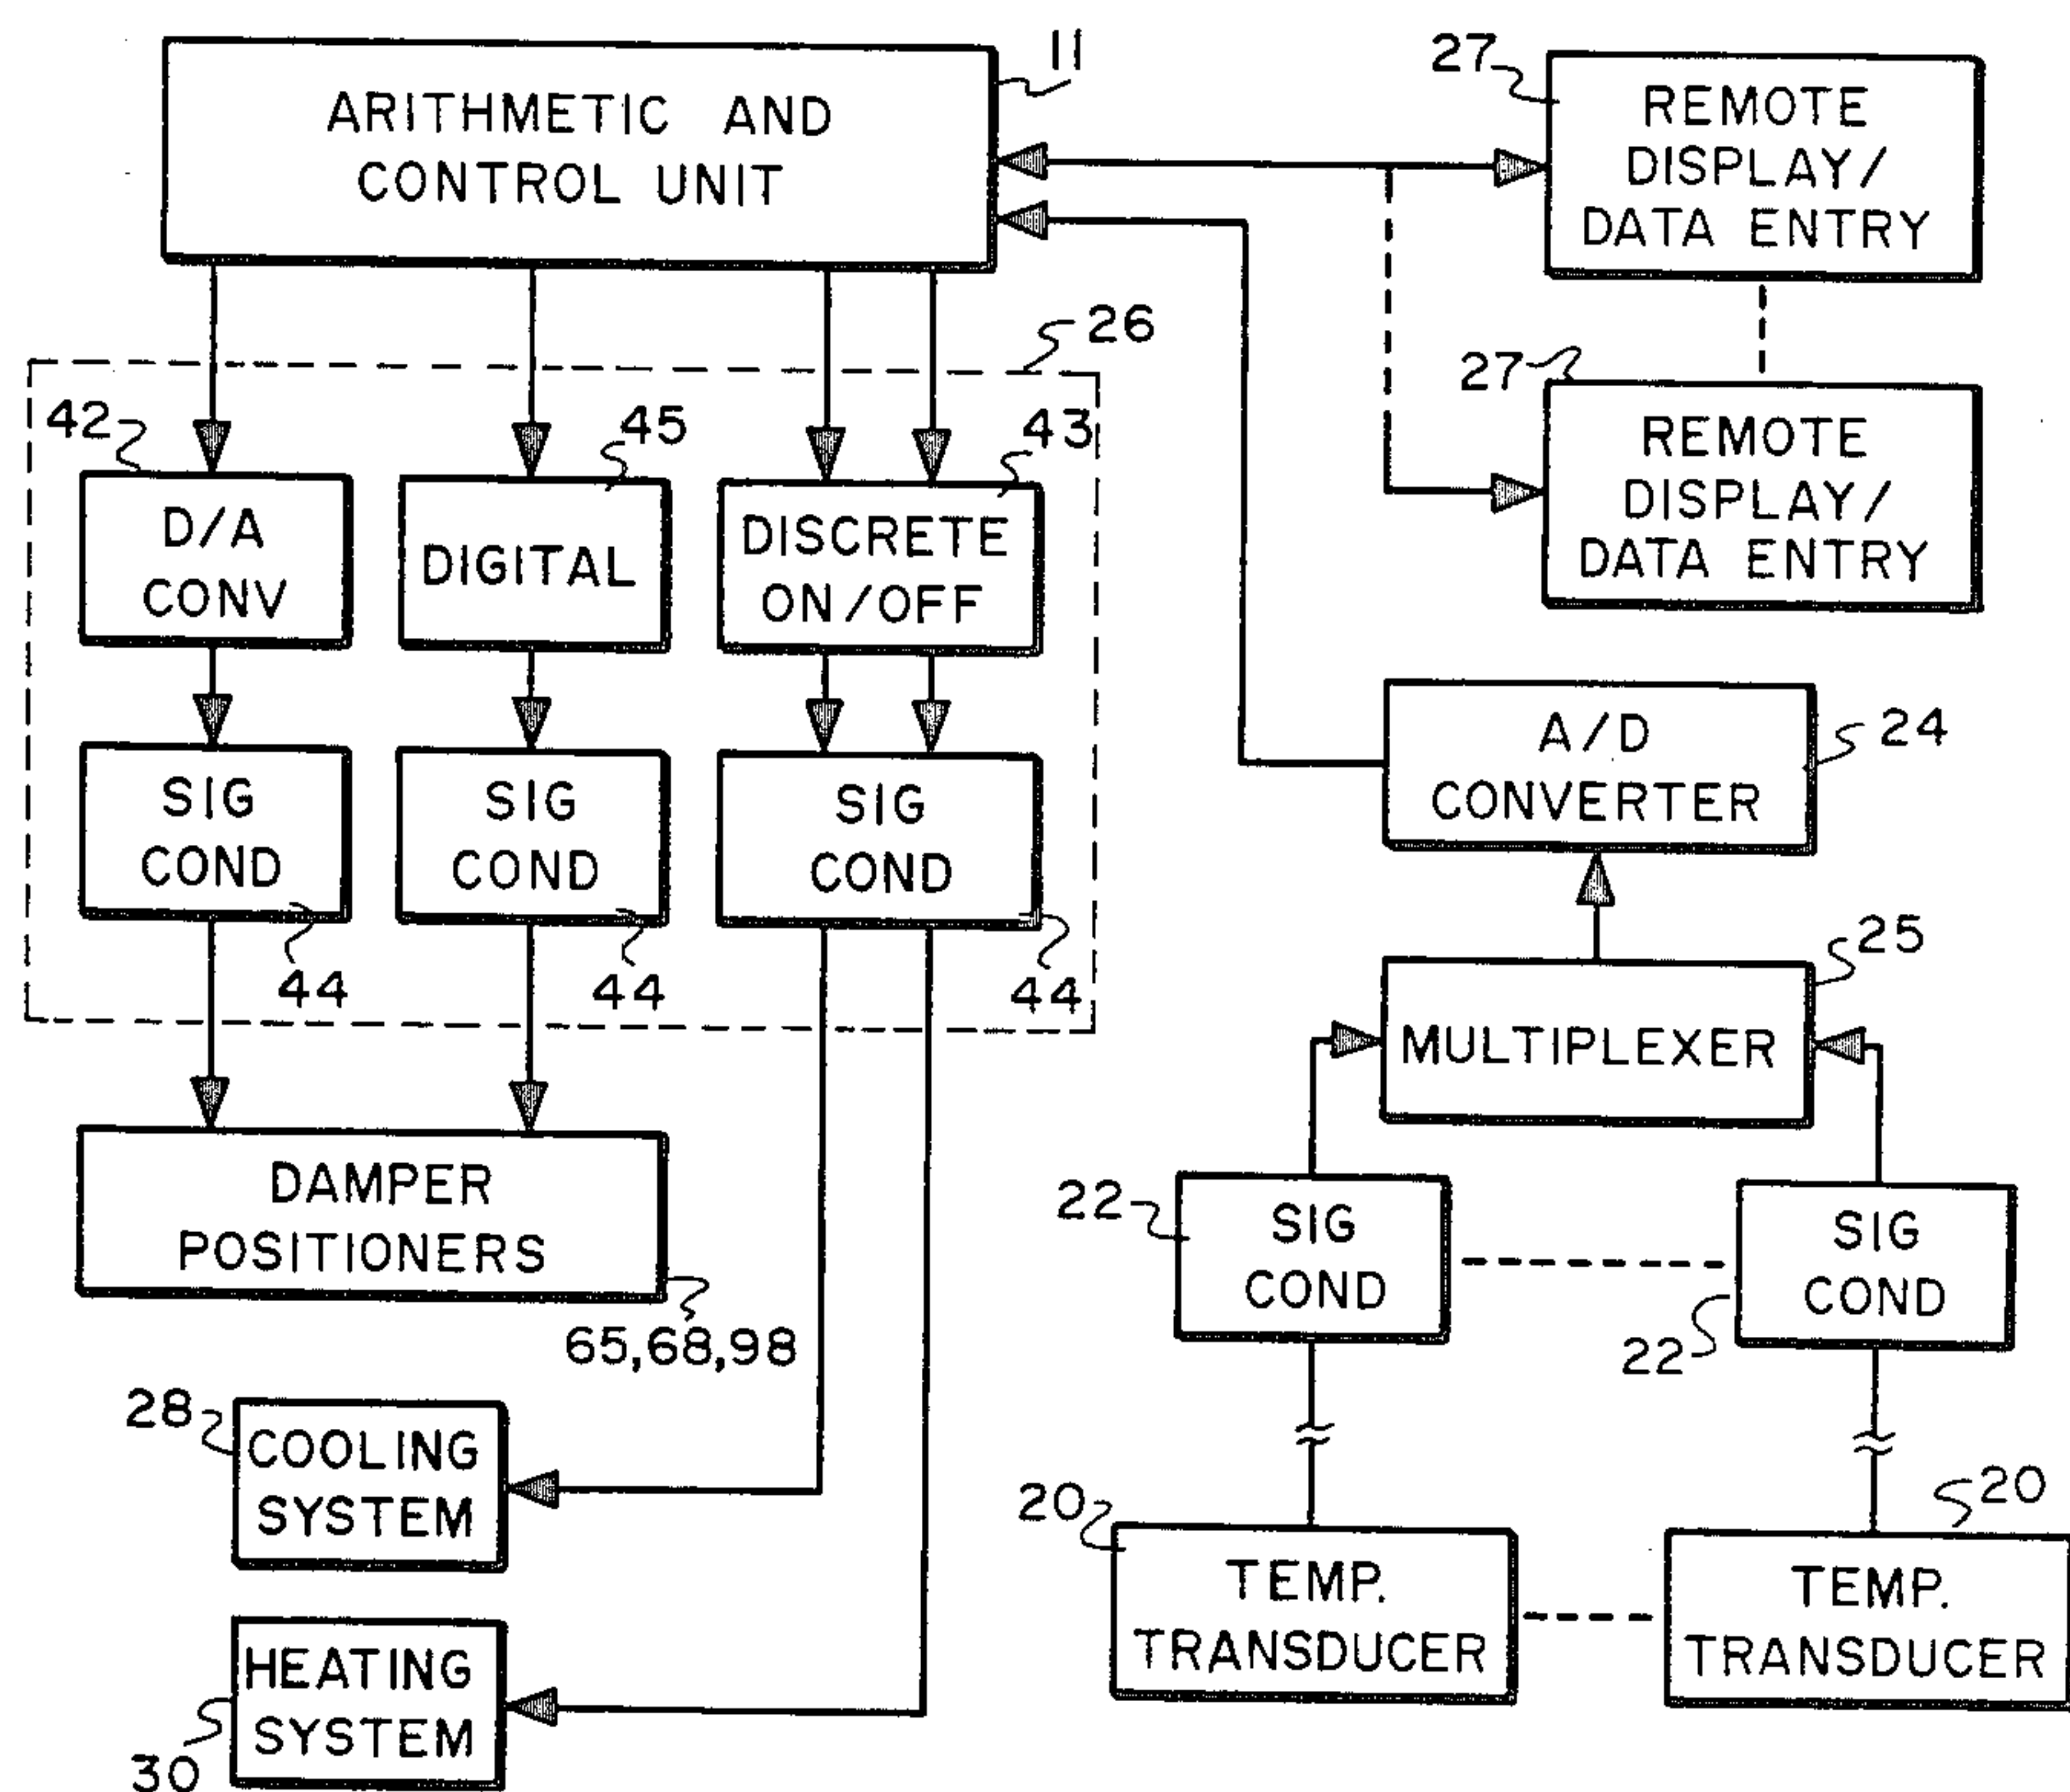 ARITHMETIC AND
CONTROL UNIT
11
27
REMOTE
DISPLAY/
DATA ENTRY
27
REMOTE
DISPLAY/
DATA ENTRY
26
42
D/A
CONV
45
DIGITAL
43
DISCRETE
ON/OFF
SIG
COND
44
SIG
COND
44
SIG
COND
44
A/D
CONVERTER
24
MULTIPLEXER
25
DAMPER
POSITIONERS
65,68,98
22
SIG
COND
SIG
COND
22
28
COOLING
SYSTEM
HEATING
SYSTEM
30
20
TEMP.
TRANSDUCER
20
TEMP.
TRANSDUCER